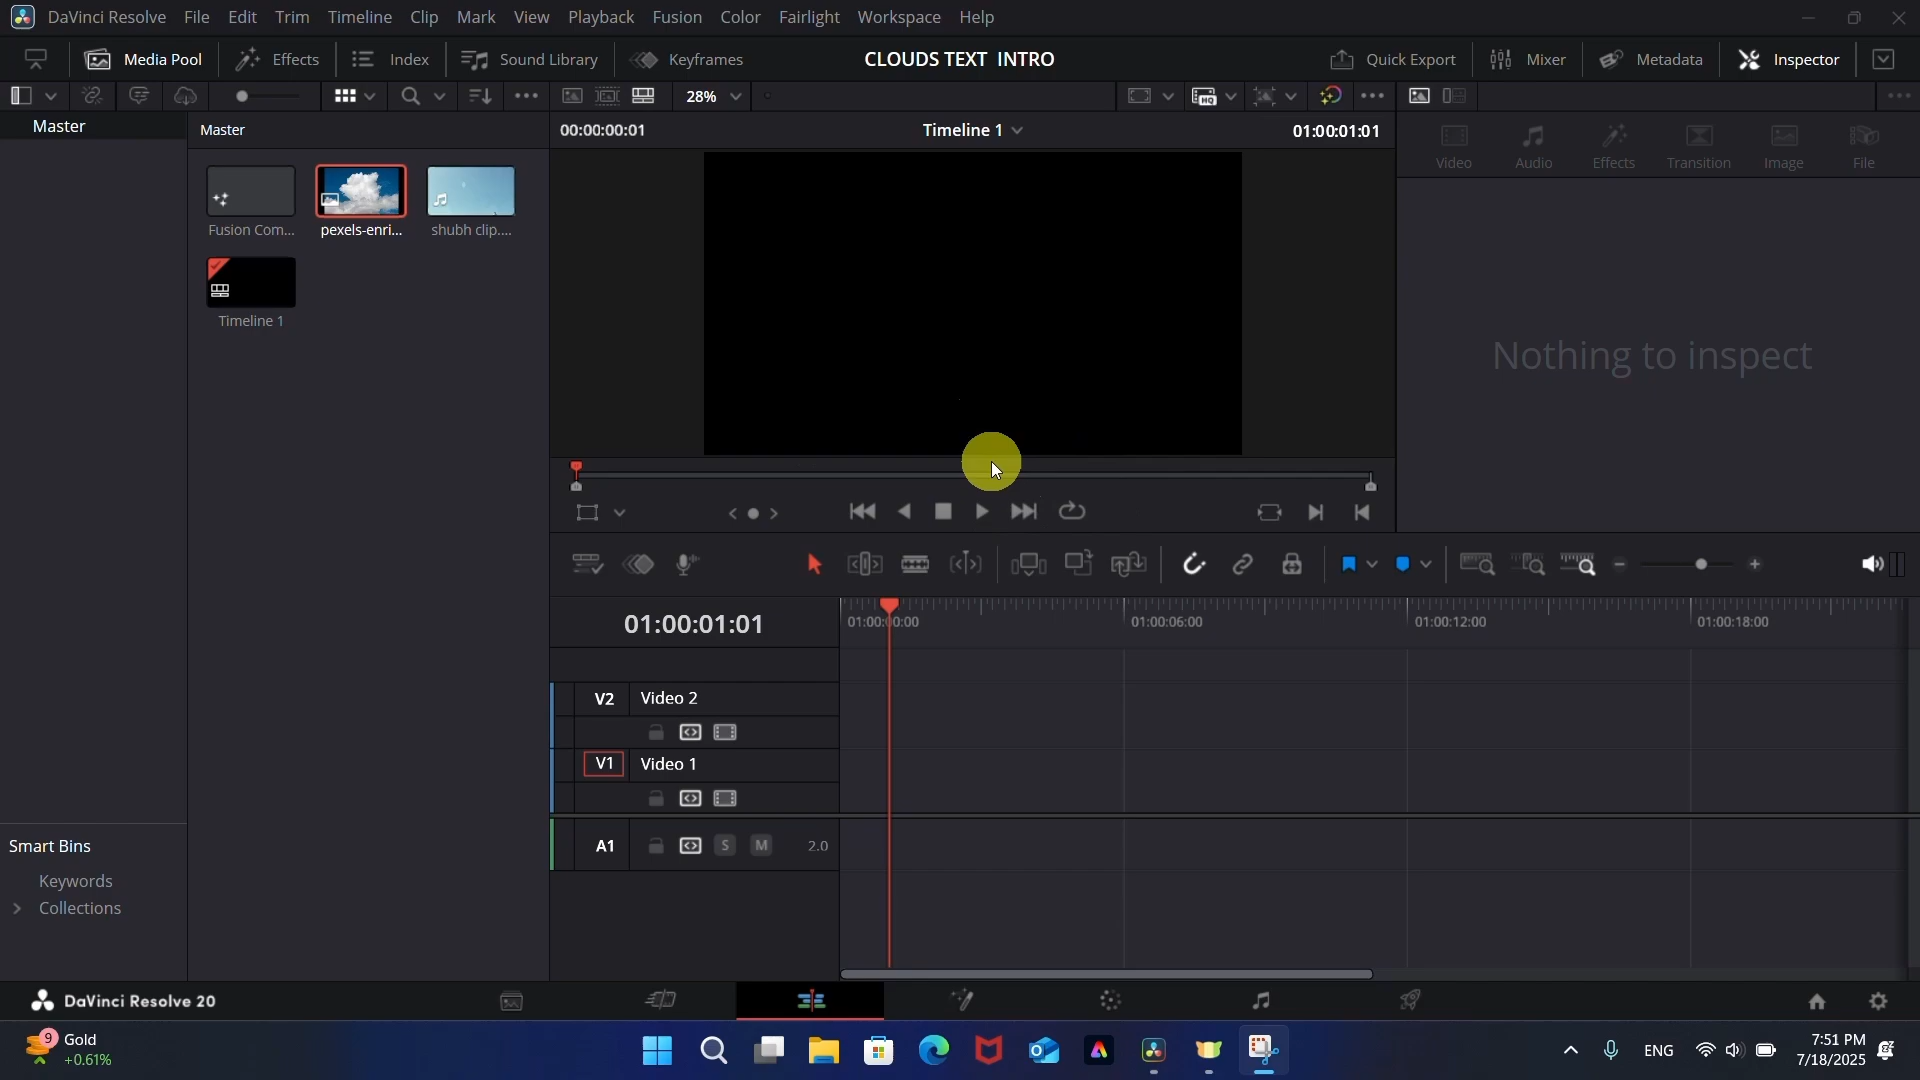 DaVinci Resolve File Edit Trim Timeline Clip Mark View Playback Fusion Color Fairlight Workspace Help
Media Pool Effects Index Sound Library Keyframes CLOUDS TEXT INTRO Quick Export Mixer Metadata Inspector
HQ
28%
Master
Master
00:00:00:01
Timeline 1
01:00:01:01
Video Audio Effects Transition Image File
Fusion Com... pexels-enri... shubh clip....
Timeline 1
Nothing to inspect
01:00:01:01
01:00:00:00 01:00:06:00 01:00:12:00 01:00:18:00
V2 Video 2
V1 Video 1
A1 S M 2.0
Smart Bins
Keywords
Collections
DaVinci Resolve 20
9 Gold
+0.61%
ENG
7:51 PM
7/18/2025